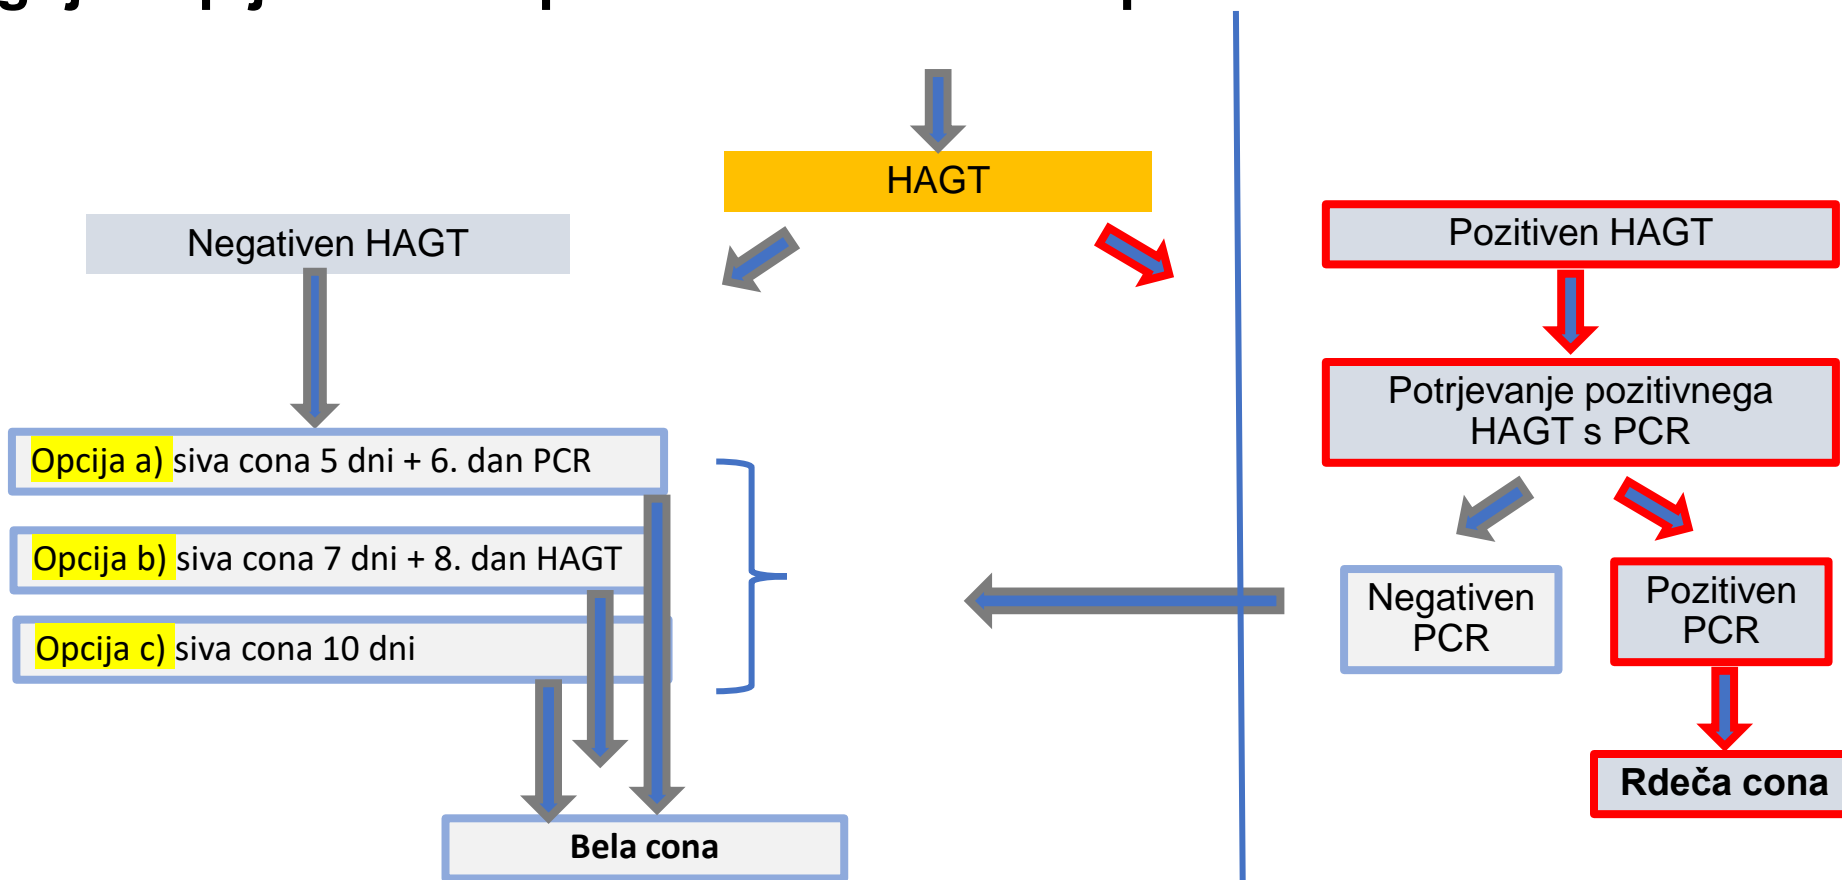 HAGT
Negativen HAGT
Pozitiven HAGT
Potrjevanje pozitivnega
HAGT s PCR
Opcija a) siva cona 5 dni + 6. dan PCR
Opcija b) siva cona 7 dni + 8. dan HAGT
Opcija c) siva cona 10 dni
Negativen
PCR
Pozitiven
PCR
Rdeča cona
Bela cona